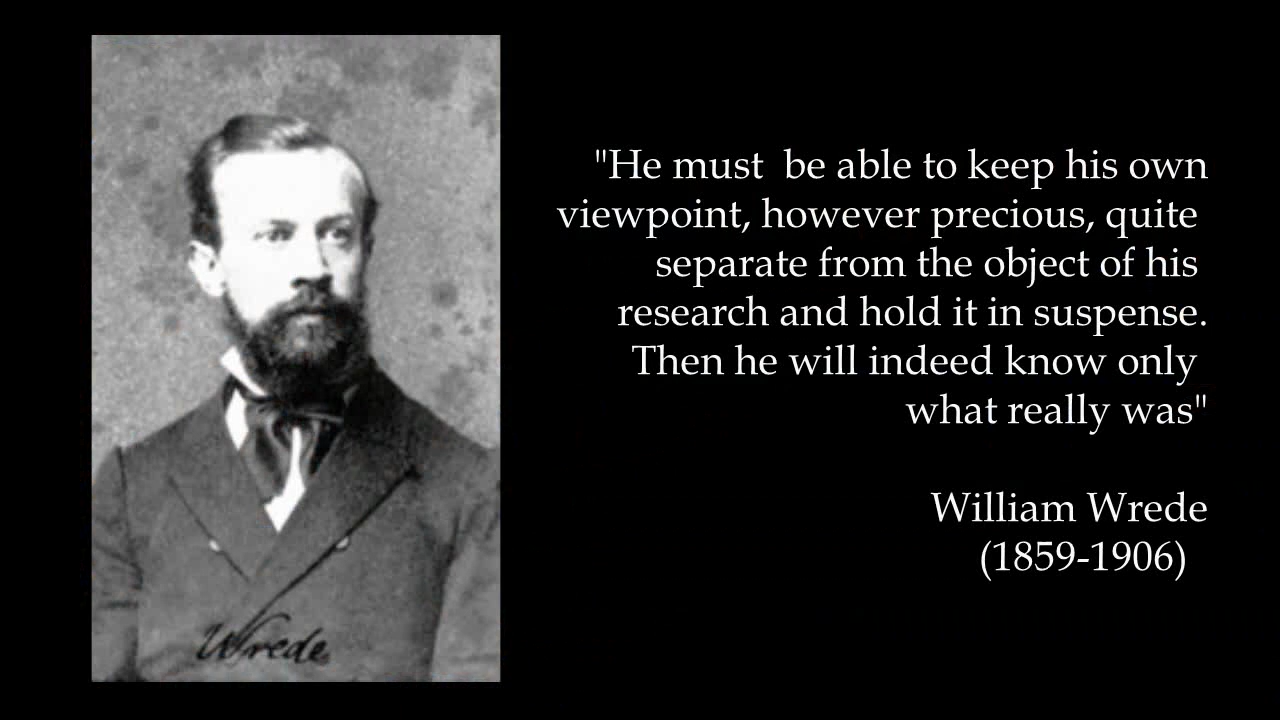 "He must  be able to keep his own
viewpoint, however precious, quite
separate from the object of his
research and hold it in suspense.
Then he will indeed know only
what really was"
William Wrede
(1859-1906)
Wrede